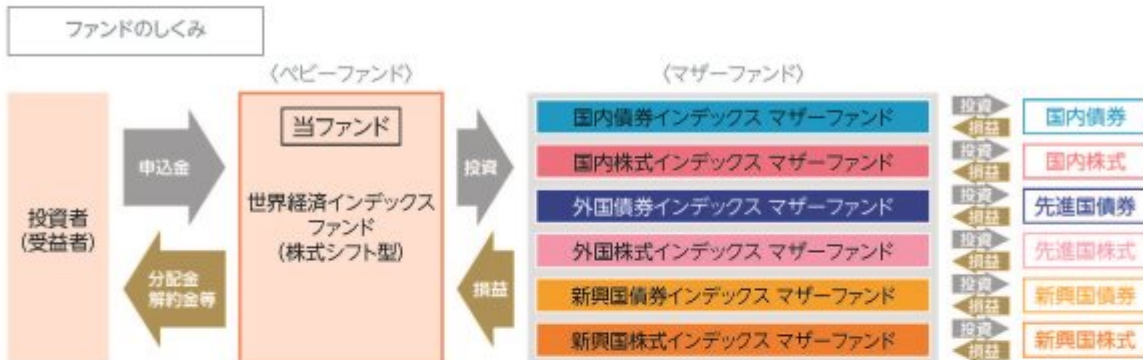 ファンドのしくみ
〈ベビーファンド〉
〈マザーファンド〉
投資者
(受益者)
申込金
分配金
解約金等
当ファンド
世界経済インデックス
ファンド
(株式シフト型)
投資
損益
国内債券インデックス マザーファンド
投資
損益
国内債券
国内株式インデックス マザーファンド
投資
損益
国内株式
外国債券インデックス マザーファンド
投資
損益
先進国債券
外国株式インデックス マザーファンド
投資
損益
先進国株式
新興国債券インデックス マザーファンド
投資
損益
新興国債券
新興国株式インデックス マザーファンド
投資
損益
新興国株式